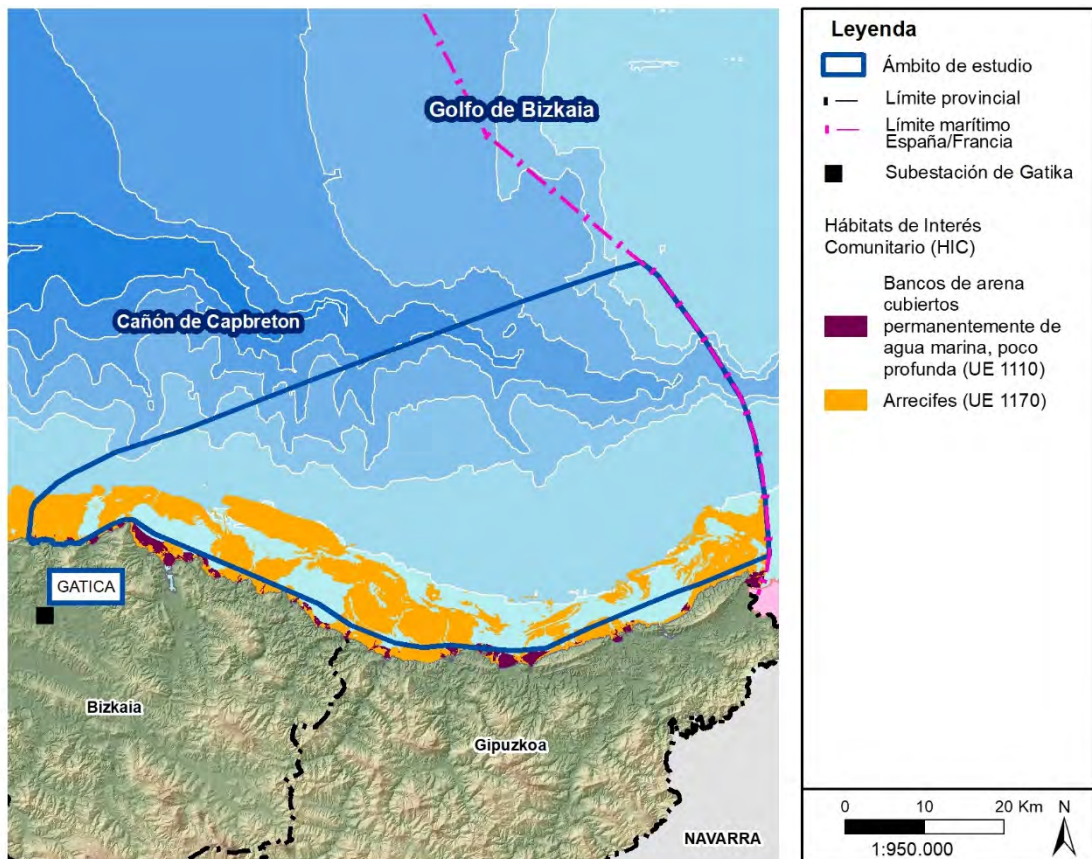 Golfo de Bizkaia
Cañón de Capbreton
GATICA
Bizkaia
Gipuzkoa
NAVARRA
Leyenda
Ámbito de estudio
Límite provincial
Límite marítimo
España/Francia
Subestación de Gatika
Hábitats de Interés
Comunitario (HIC)
Bancos de arena
cubiertos
permanentemente de
agua marina, poco
profunda (UE 1110)
Arrecifes (UE 1170)
0 10 20 Km N
1:950.000